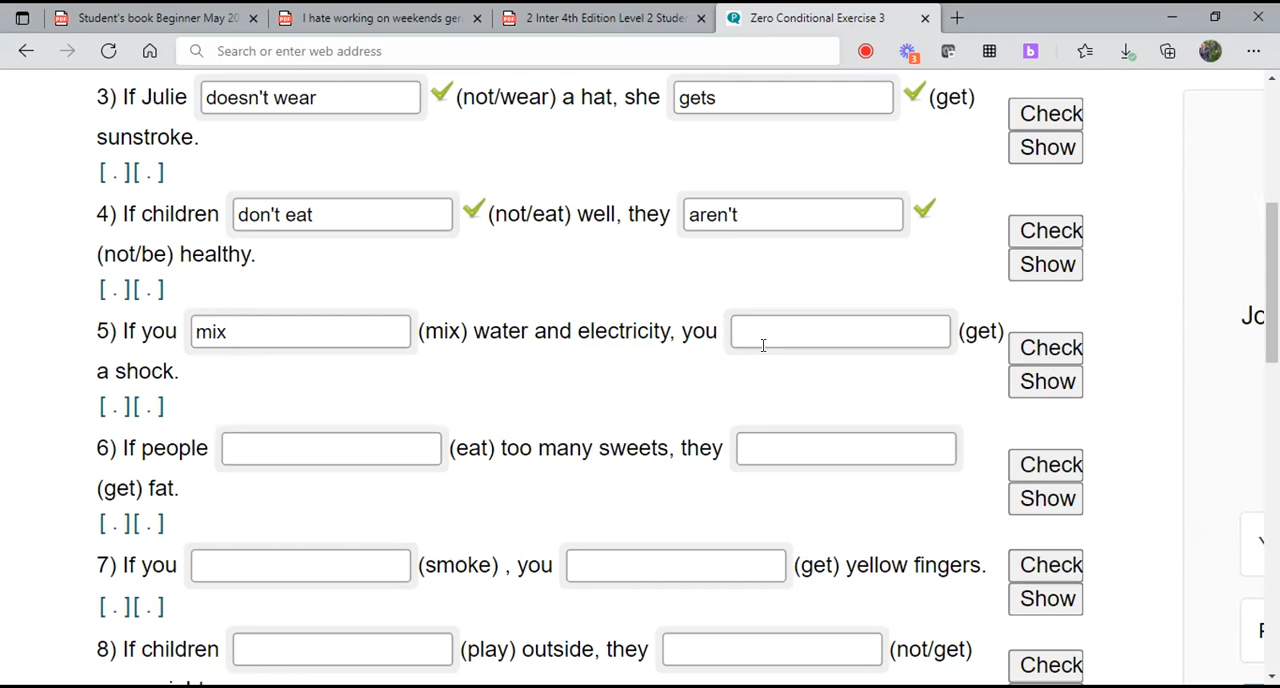 Student's book Beginner May 20
I hate working on weekends ger
2 Inter 4th Edition Level 2 Stude
Zero Conditional Exercise 3
Search or enter web address
3
b
3) If Julie doesn't wear (not/wear) a hat, she gets (get)
sunstroke.
[ . ][ . ]
Check
Show
4) If children don't eat (not/eat) well, they aren't
(not/be) healthy.
[ . ][ . ]
Check
Show
5) If you mix (mix) water and electricity, you (get)
a shock.
[ . ][ . ]
Check
Show
6) If people (eat) too many sweets, they
(get) fat.
[ . ][ . ]
Check
Show
7) If you (smoke) , you (get) yellow fingers.
[ . ][ . ]
Check
Show
8) If children (play) outside, they (not/get)
Check